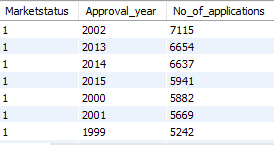 Marketstatus Approval_year No_of_applications
1 2002 7115
1 2013 6654
1 2014 6637
1 2015 5941
1 2000 5882
1 2001 5669
1 1999 5242